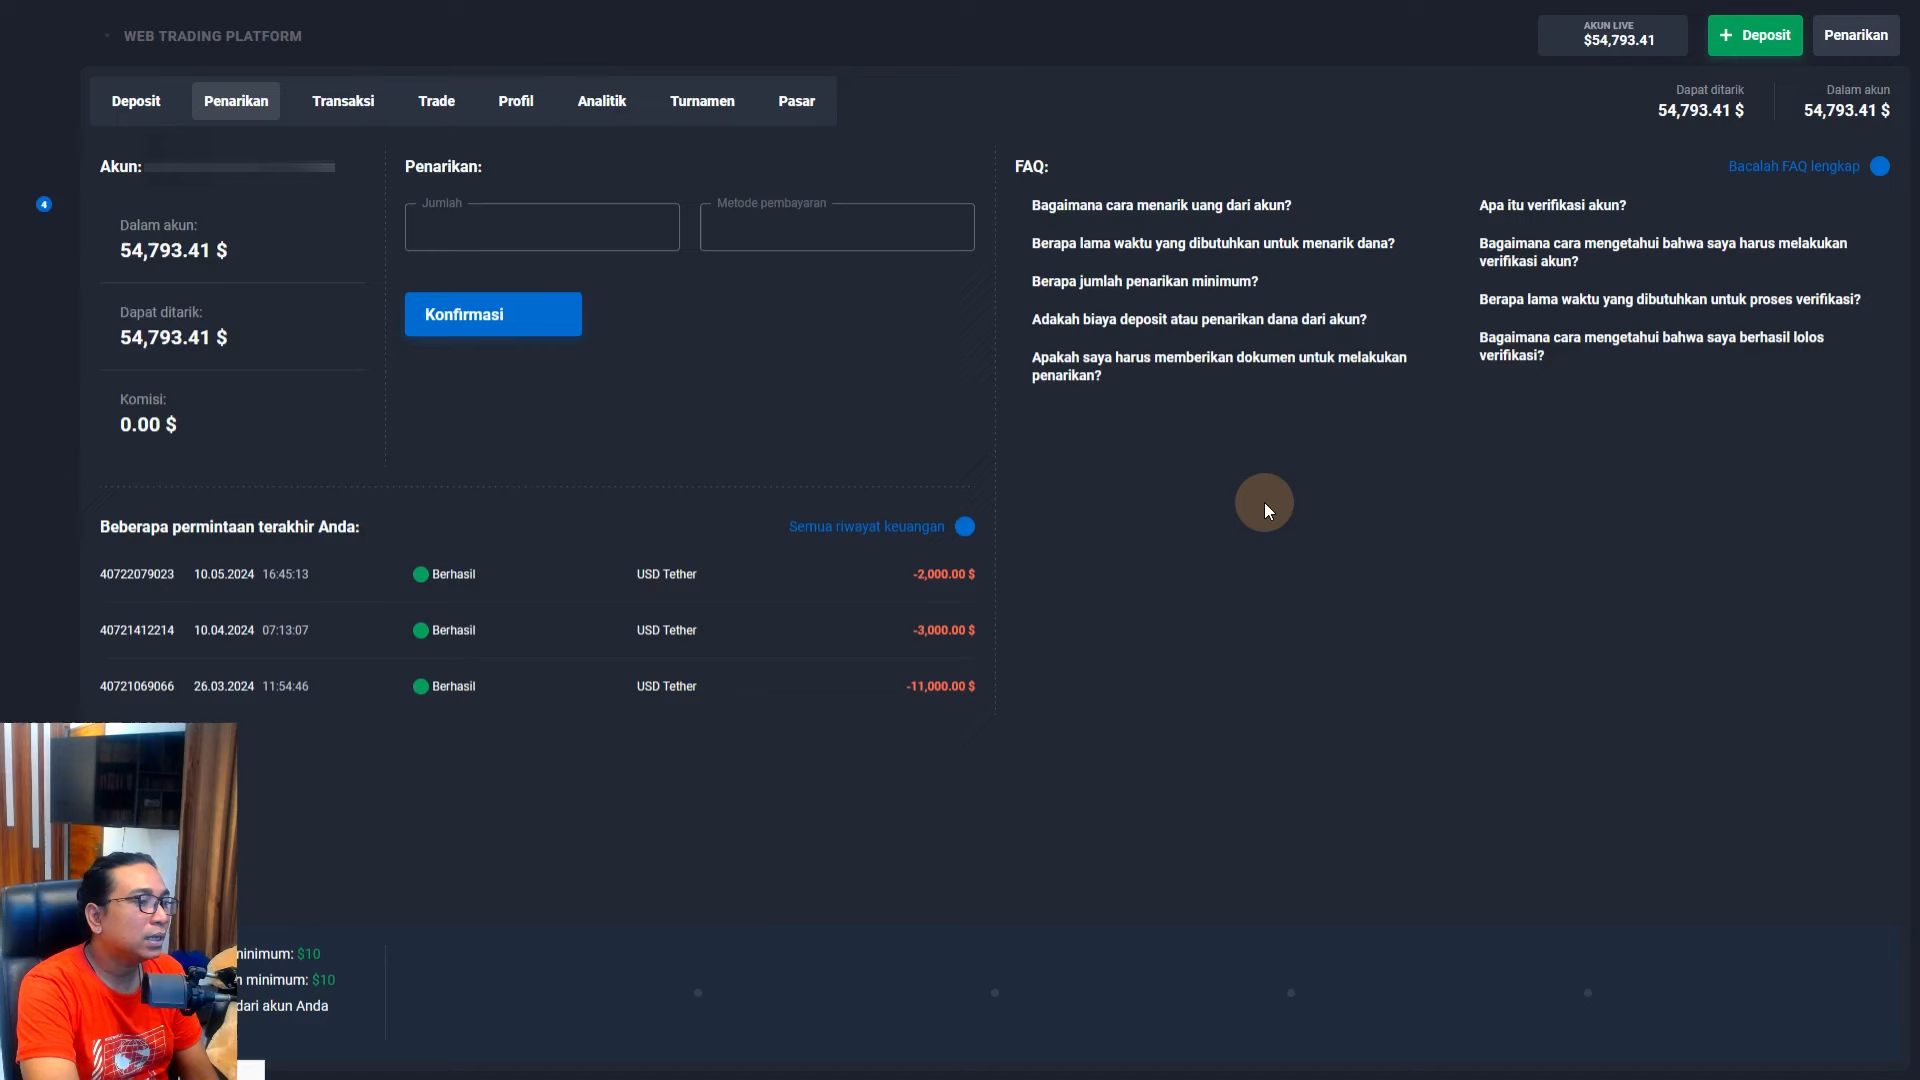 WEB TRADING PLATFORM
AKUN LIVE
$54,793.41
+ Deposit
Penarikan
Deposit
Penarikan
Transaksi
Trade
Profil
Analitik
Turnamen
Pasar
Dapat ditarik
54,793.41 $
Dalam akun
54,793.41 $
4
Akun:
Dalam akun:
54,793.41 $
Dapat ditarik:
54,793.41 $
Komisi:
0.00 $
Penarikan:
Jumlah
Metode pembayaran
Konfirmasi
FAQ:
Bacalah FAQ lengkap
Bagaimana cara menarik uang dari akun?
Berapa lama waktu yang dibutuhkan untuk menarik dana?
Berapa jumlah penarikan minimum?
Adakah biaya deposit atau penarikan dana dari akun?
Apakah saya harus memberikan dokumen untuk melakukan
penarikan?
Apa itu verifikasi akun?
Bagaimana cara mengetahui bahwa saya harus melakukan
verifikasi akun?
Berapa lama waktu yang dibutuhkan untuk proses verifikasi?
Bagaimana cara mengetahui bahwa saya berhasil lolos
verifikasi?
Beberapa permintaan terakhir Anda:
Semua riwayat keuangan
40722079023 10.05.2024 16:45:13 Berhasil USD Tether -2,000.00 $
40721412214 10.04.2024 07:13:07 Berhasil USD Tether -3,000.00 $
40721069066 26.03.2024 11:54:46 Berhasil USD Tether -11,000.00 $
minimum: $10
minimum: $10
dari akun Anda